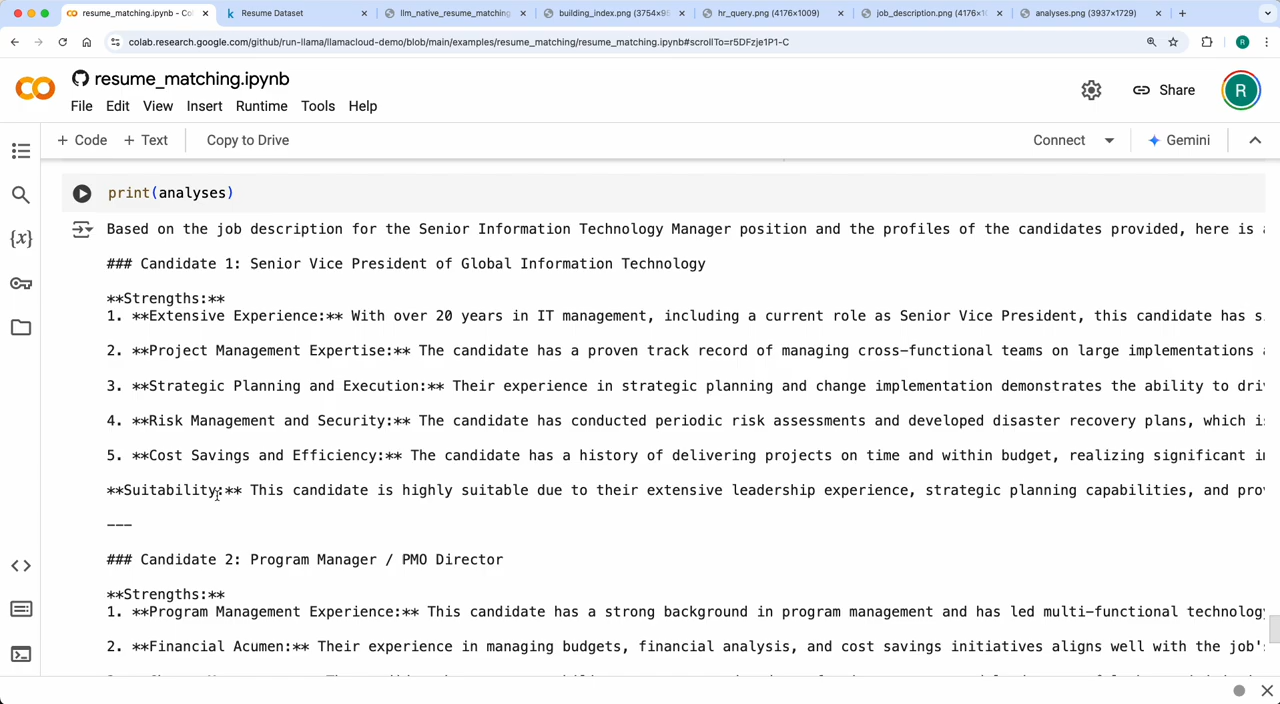 resume_matching.ipynb - Col
Resume Dataset
llm_native_resume_matching
building_index.png (3754×95
hr_query.png (4176×1009)
job_description.png (4176×10
analyses.png (3937×1729)
colab.research.google.com/github/run-llama/llamacloud-demo/blob/main/examples/resume_matching/resume_matching.ipynb#scrollTo=r5DFzje1P1-C
R
resume_matching.ipynb
File Edit View Insert Runtime Tools Help
Share
R
+ Code + Text Copy to Drive
Connect
Gemini
print(analyses)
Based on the job description for the Senior Information Technology Manager position and the profiles of the candidates provided, here is
### Candidate 1: Senior Vice President of Global Information Technology
**Strengths:**
1. **Extensive Experience:** With over 20 years in IT management, including a current role as Senior Vice President, this candidate has
2. **Project Management Expertise:** The candidate has a proven track record of managing cross-functional teams on large implementations
3. **Strategic Planning and Execution:** Their experience in strategic planning and change implementation demonstrates the ability to
4. **Risk Management and Security:** The candidate has conducted periodic risk assessments and developed disaster recovery plans, which
5. **Cost Savings and Efficiency:** The candidate has a history of delivering projects on time and within budget, realizing significant
**Suitability:** This candidate is highly suitable due to their extensive leadership experience, strategic planning capabilities, and
---
### Candidate 2: Program Manager / PMO Director
**Strengths:**
1. **Program Management Experience:** This candidate has a strong background in program management and has led multi-functional technology
2. **Financial Acumen:** Their experience in managing budgets, financial analysis, and cost savings initiatives aligns well with the job'